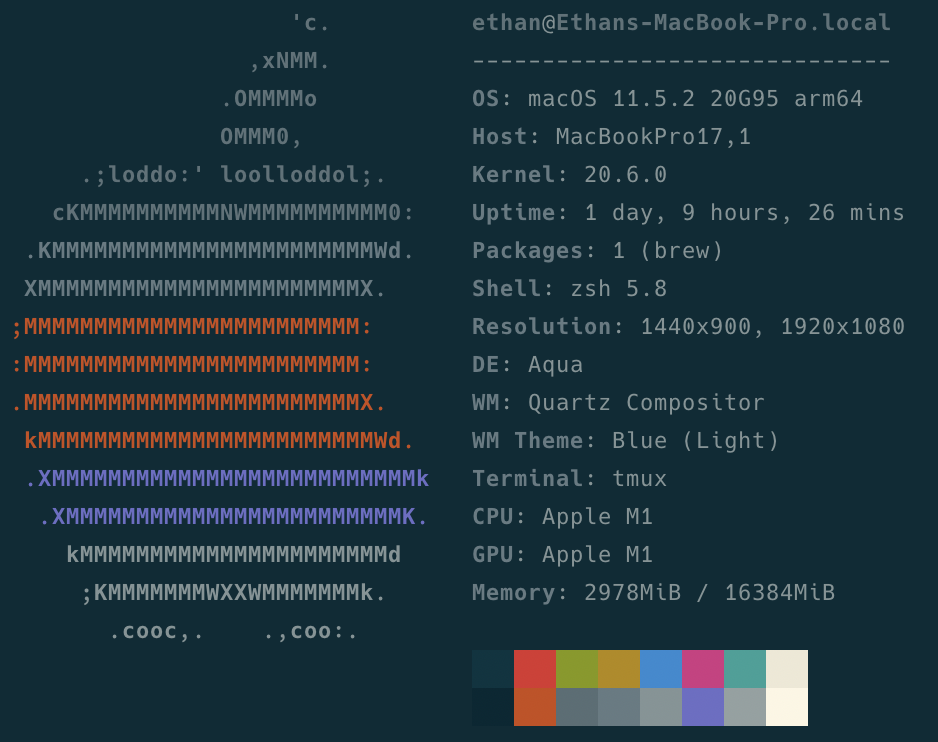 'c.          ethan@Ethans-MacBook-Pro.local
                 ,xNMM.          ------------------------------
               .OMMMMo           OS: macOS 11.5.2 20G95 arm64
               OMMM0,            Host: MacBookPro17,1
     .;loddo:' loolloddol;.      Kernel: 20.6.0
   cKMMMMMMMMMMNWMMMMMMMMMM0:    Uptime: 1 day, 9 hours, 26 mins
 .KMMMMMMMMMMMMMMMMMMMMMMMWd.    Packages: 1 (brew)
 XMMMMMMMMMMMMMMMMMMMMMMMX.      Shell: zsh 5.8
;MMMMMMMMMMMMMMMMMMMMMMMM:       Resolution: 1440x900, 1920x1080
:MMMMMMMMMMMMMMMMMMMMMMMM:       DE: Aqua
.MMMMMMMMMMMMMMMMMMMMMMMMX.      WM: Quartz Compositor
 kMMMMMMMMMMMMMMMMMMMMMMMMWd.    WM Theme: Blue (Light)
 .XMMMMMMMMMMMMMMMMMMMMMMMMMMk   Terminal: tmux
  .XMMMMMMMMMMMMMMMMMMMMMMMMK.   CPU: Apple M1
    kMMMMMMMMMMMMMMMMMMMMMMd     GPU: Apple M1
     ;KMMMMMMMWXXWMMMMMMMk.      Memory: 2978MiB / 16384MiB
       .cooc,.    .,coo:.